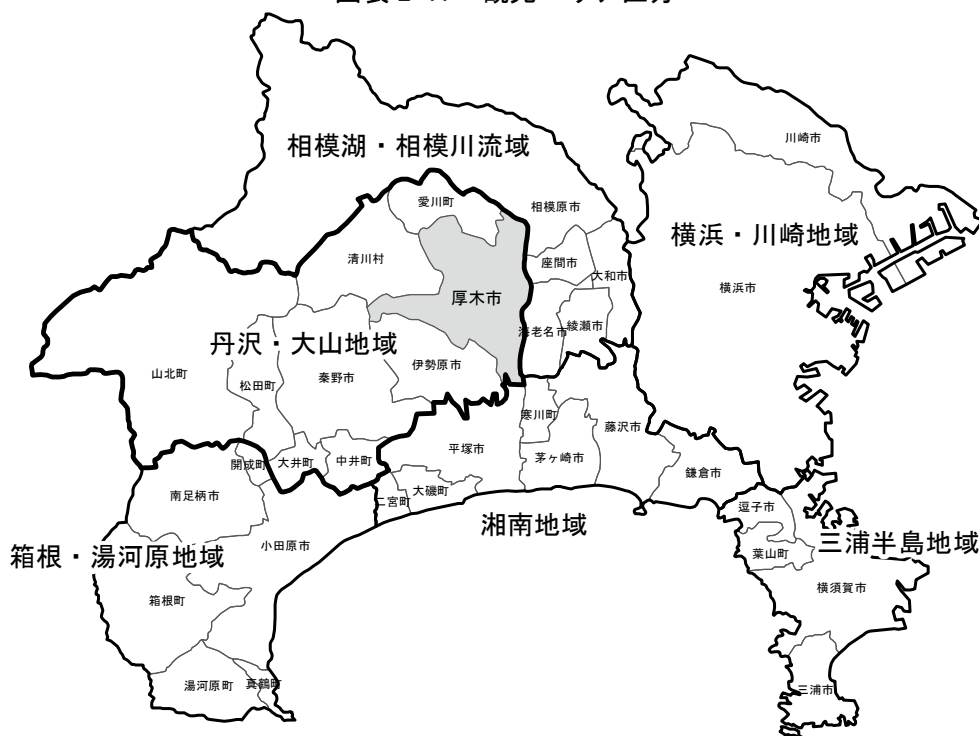 川崎市
相模湖・相模川流域
愛川町
相模原市
横浜・川崎地域
清川村
座間市
大和市
横浜市
厚木市
海老名市
綾瀬市
丹沢・大山地域
伊勢原市
山北町
松田町
秦野市
寒川町
藤沢市
平塚市
茅ヶ崎市
開成町
大井町
中井町
鎌倉市
南足柄市
大磯町
二宮町
逗子市
湘南地域
小田原市
三浦半島地域
箱根・湯河原地域
葉山町
横須賀市
箱根町
湯河原町
真鶴町
三浦市